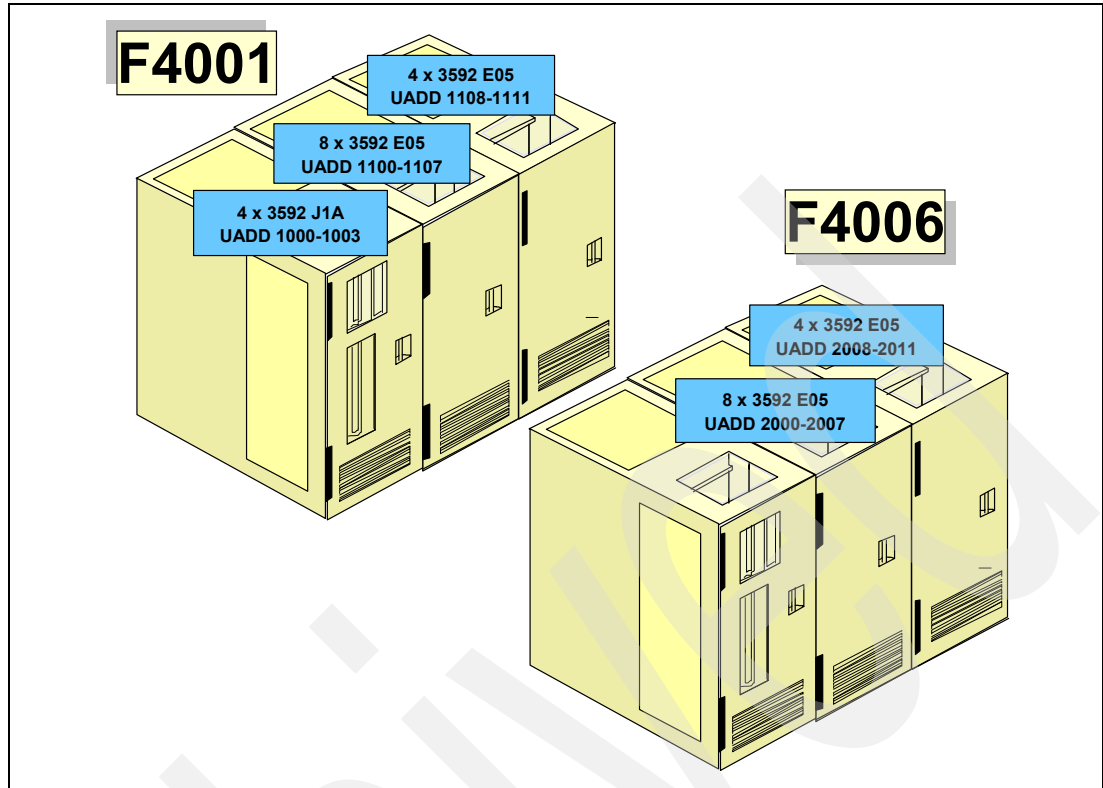 F4001
4 x 3592 E05
UADD 1108-1111
8 x 3592 E05
UADD 1100-1107
4 x 3592 J1A
UADD 1000-1003
F4006
4 x 3592 E05
UADD 2008-2011
8 x 3592 E05
UADD 2000-2007